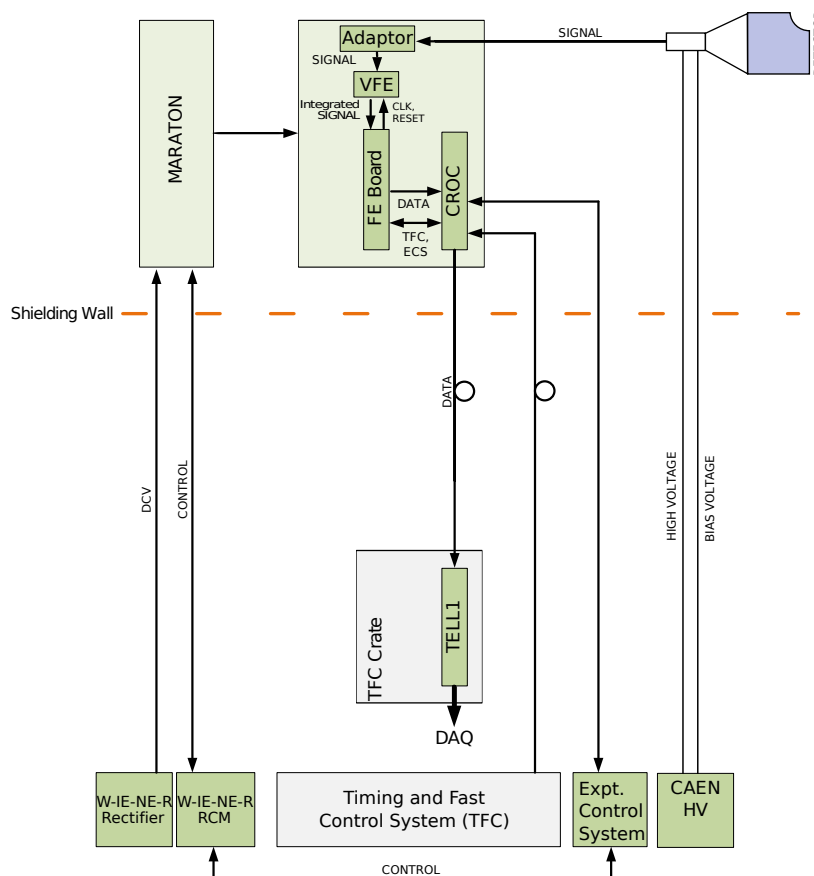 Adaptor
SIGNAL
SIGNAL
VFE
Integrated
SIGNAL
CLK,
RESET
MARATON
FE Board
CROC
DATA
TFC,
ECS
Shielding Wall
DATA
DCV
CONTROL
HIGH VOLTAGE
BIAS VOLTAGE
TFC Crate
TELL1
DAQ
W-IE-NE-R
Rectifier
W-IE-NE-R
RCM
Timing and Fast
Control System (TFC)
Expt.
Control
System
CAEN
HV
CONTROL